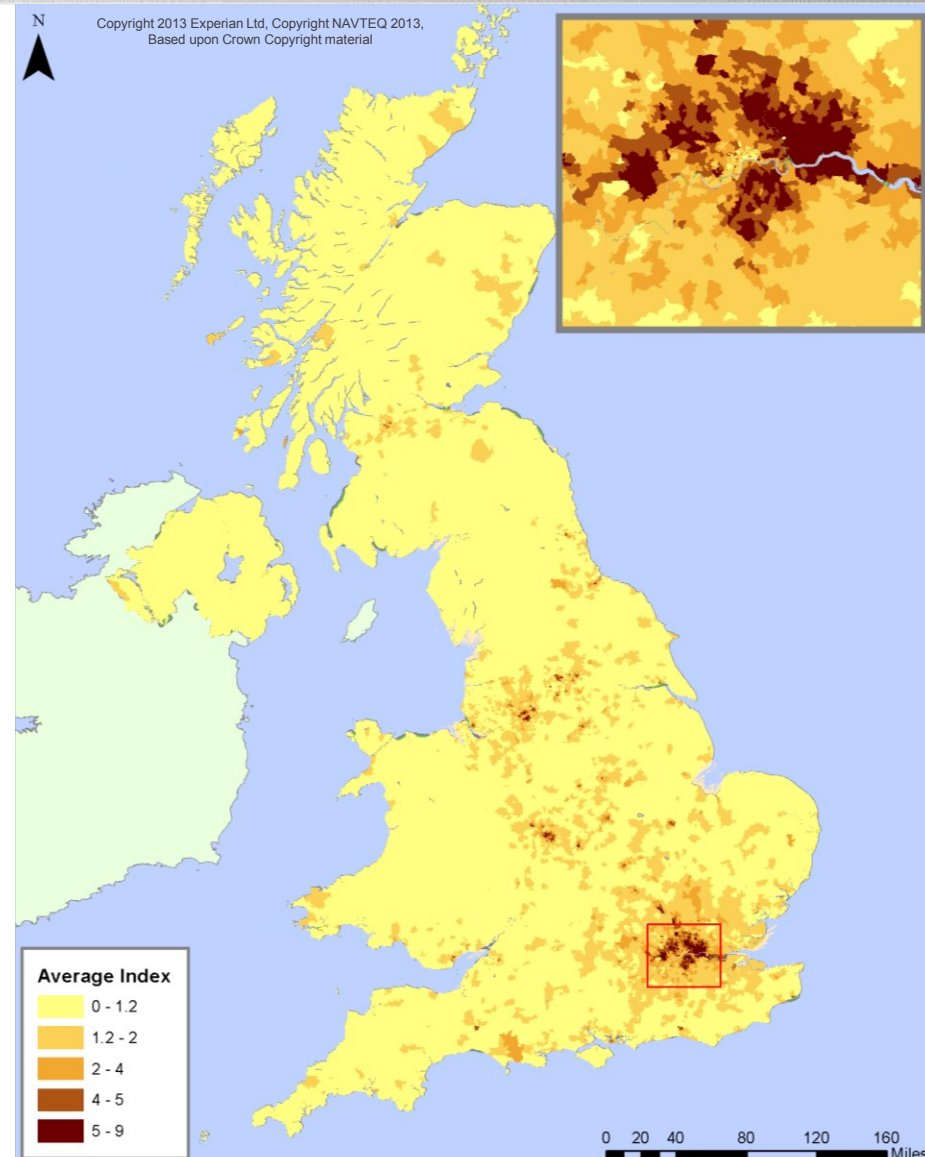 Copyright 2013 Experian Ltd, Copyright NAVTEQ 2013,
Based upon Crown Copyright material
N
Average Index
0 - 1.2
1.2 - 2
2 - 4
4 - 5
5 - 9
0 20 40 80 120 160
Miles